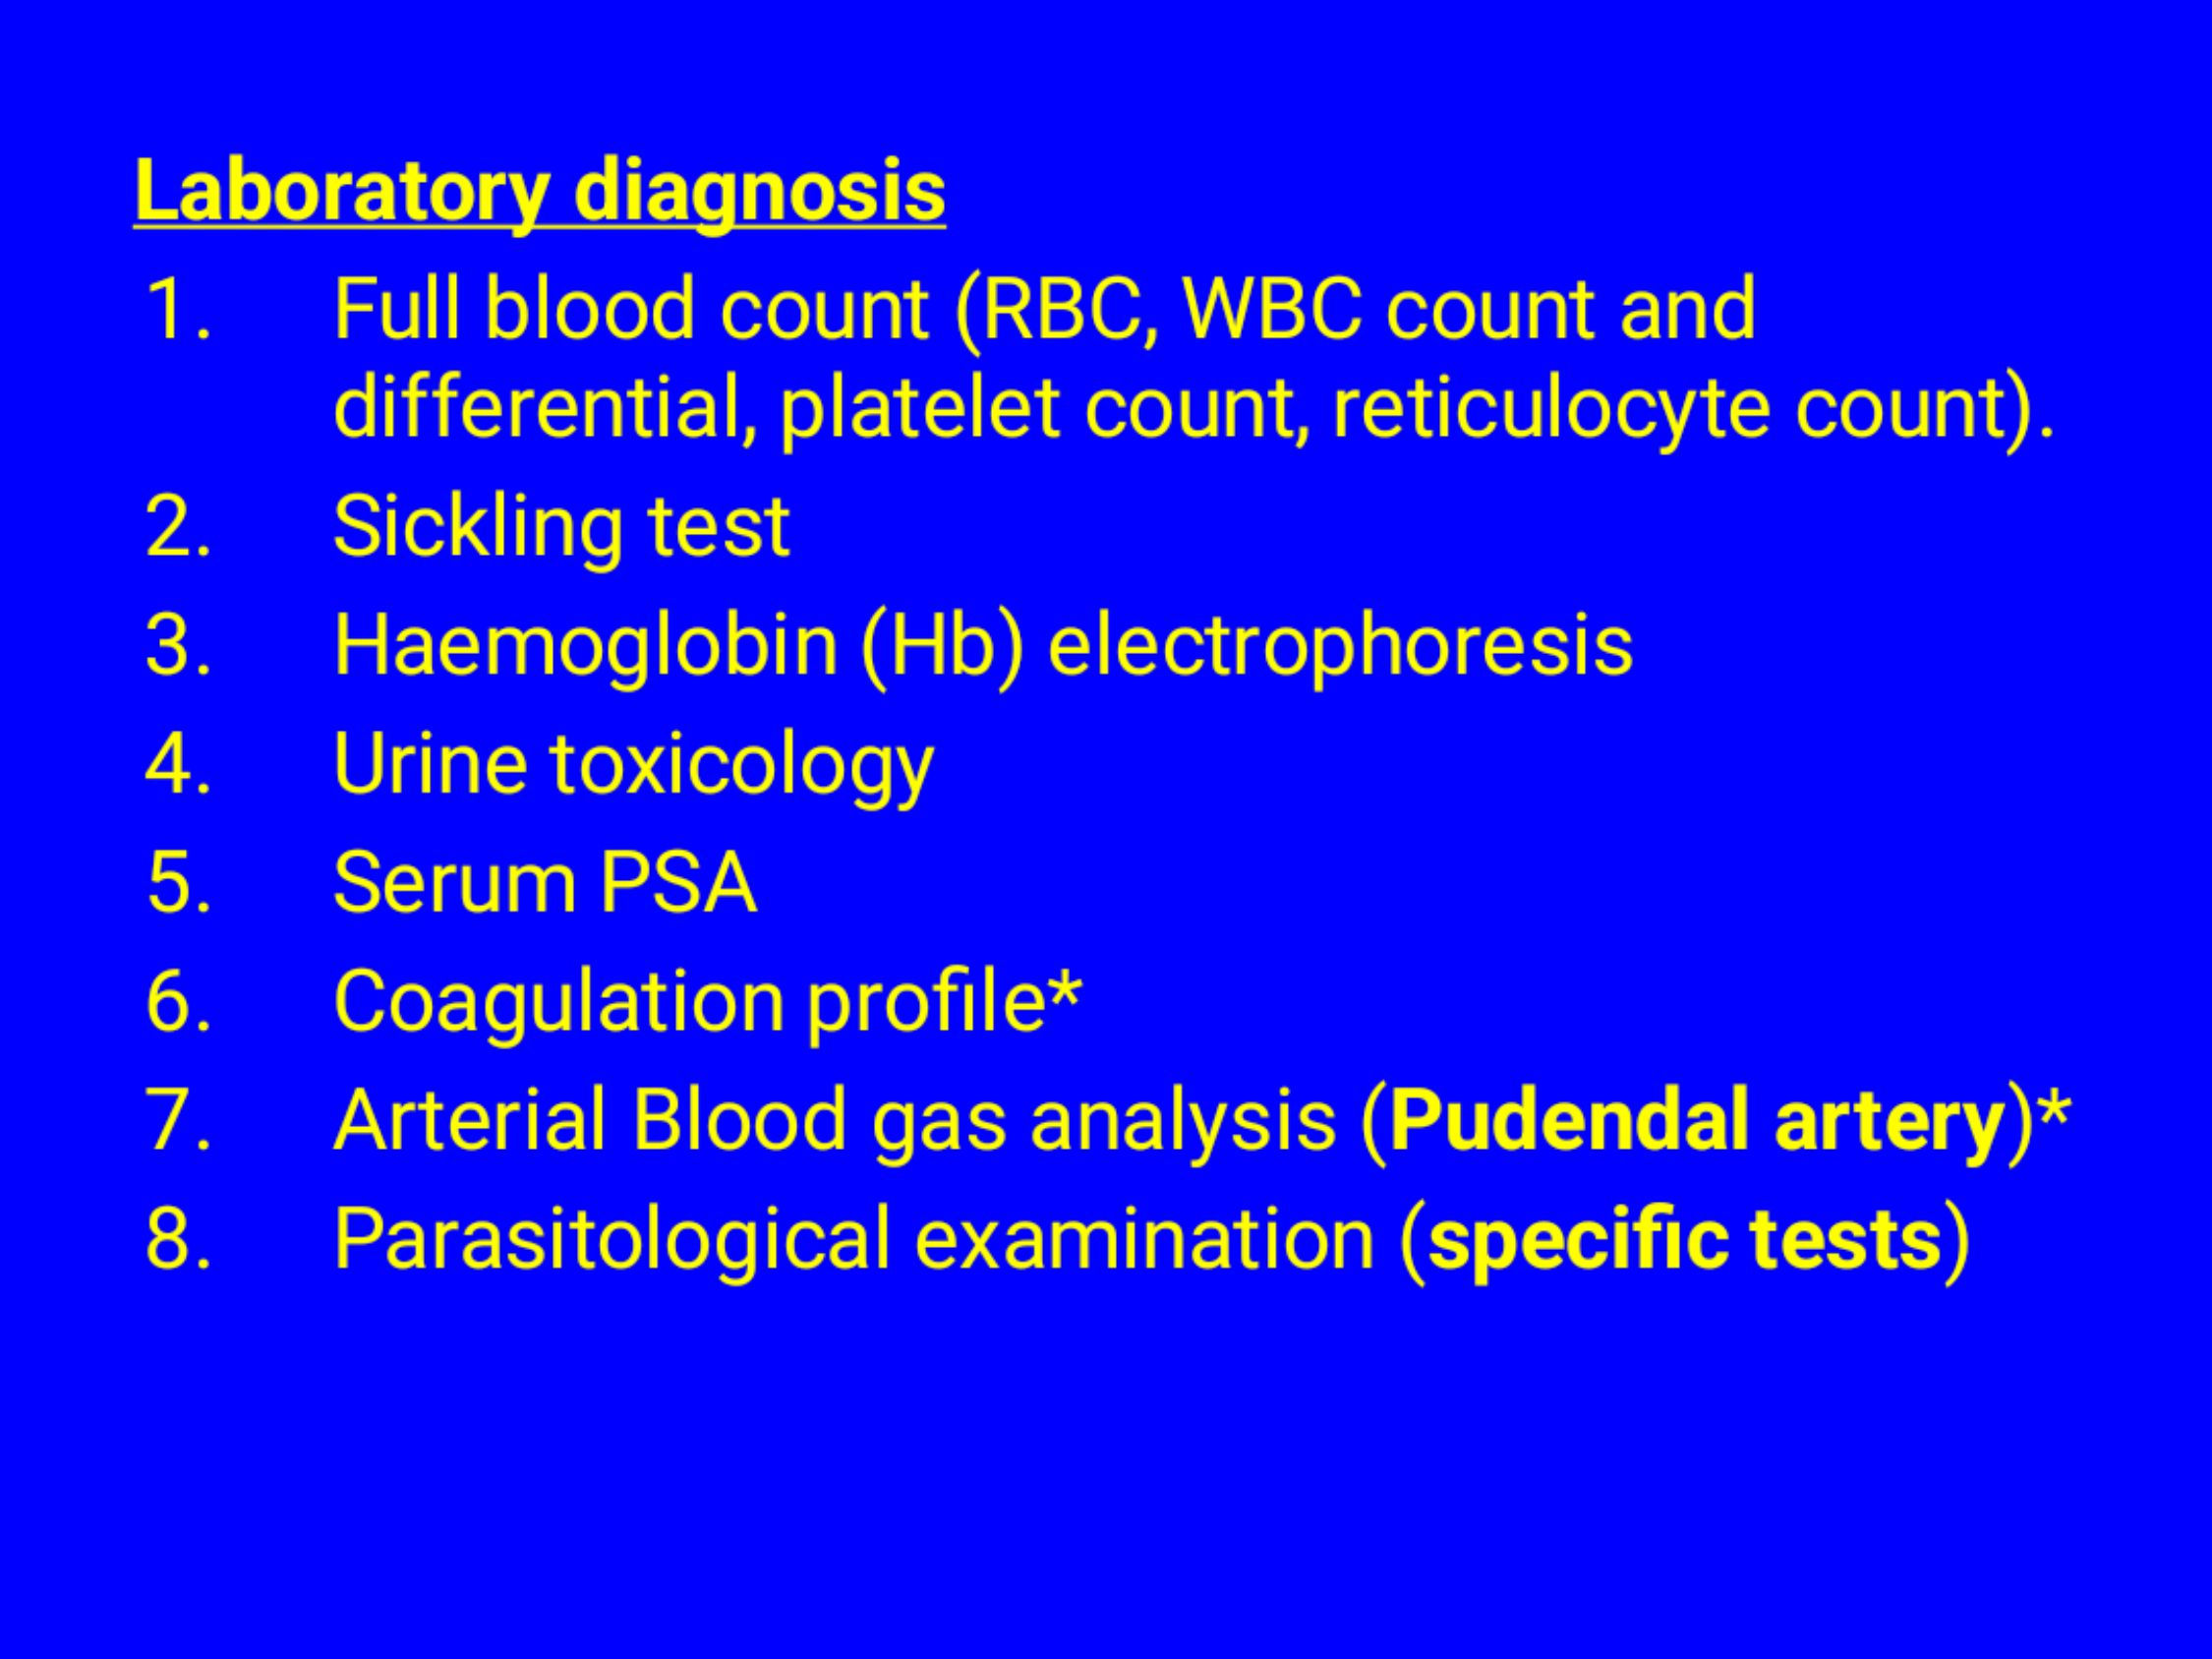 Laboratory diagnosis
1. Full blood count (RBC, WBC count and
differential, platelet count, reticulocyte count).
2. Sickling test
3. Haemoglobin (Hb) electrophoresis
4. Urine toxicology
5. Serum PSA
6. Coagulation profile*
7. Arterial Blood gas analysis (Pudendal artery)*
8. Parasitological examination (specific tests)